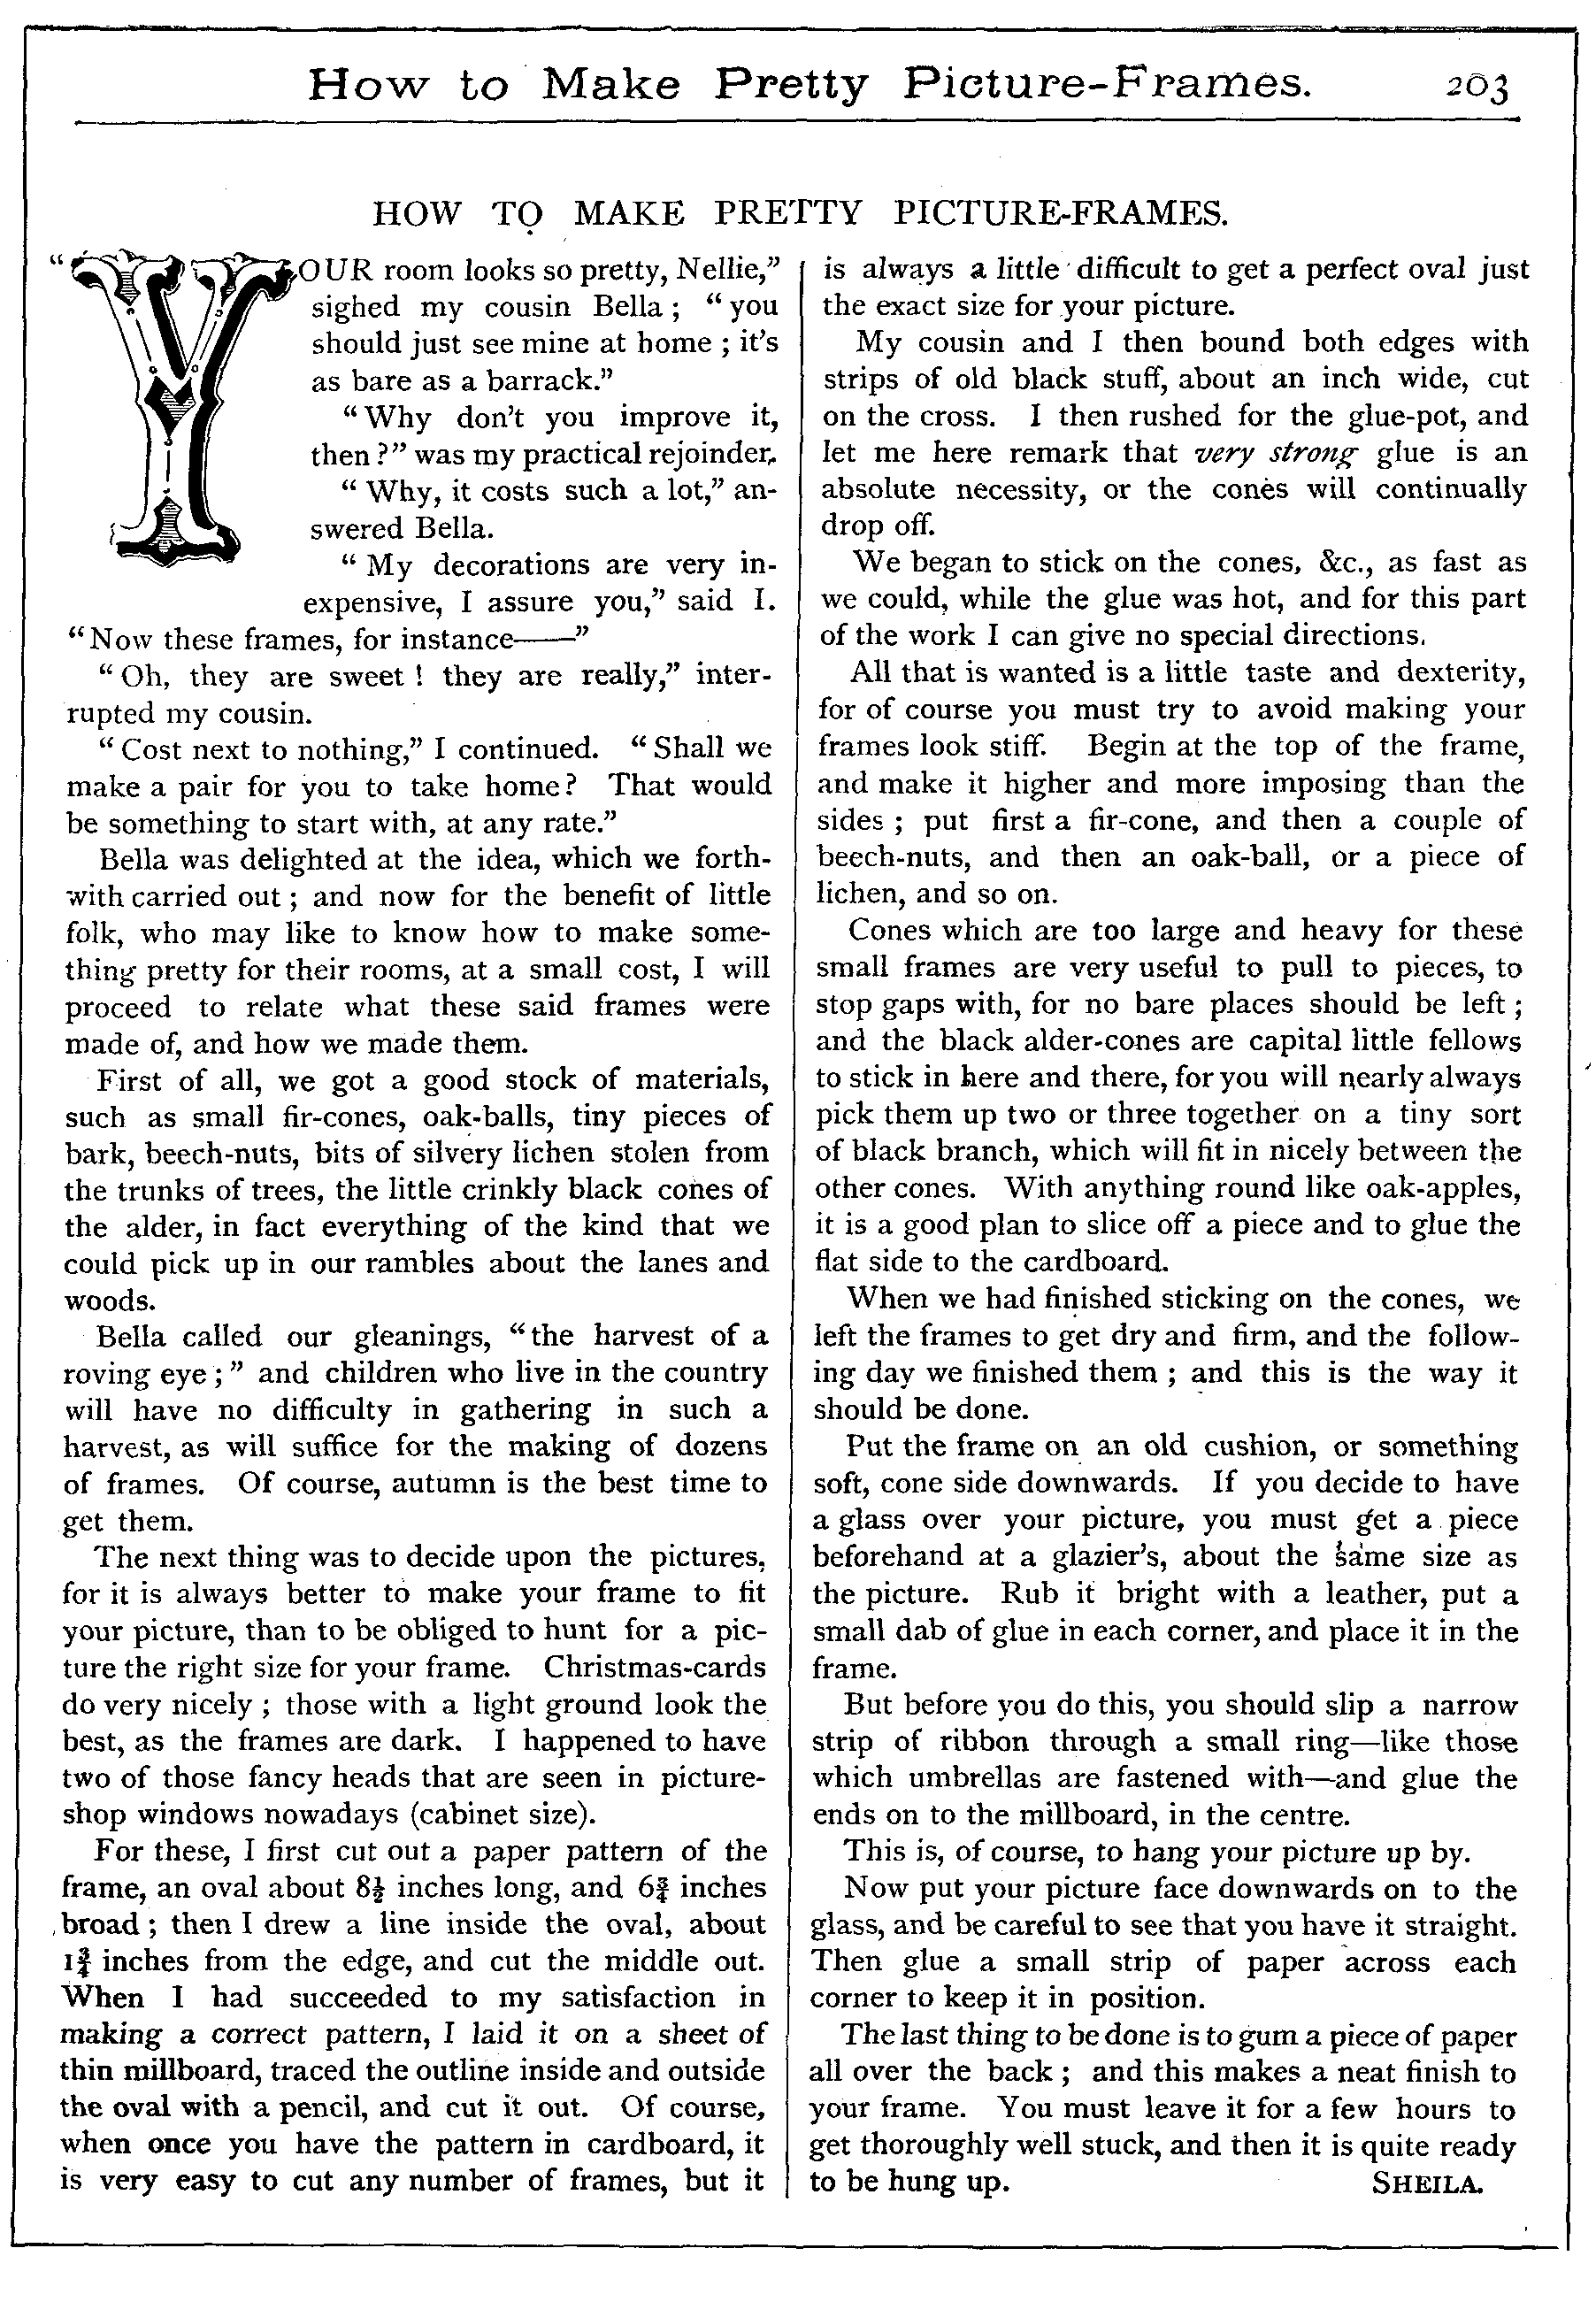 How to Make Pretty Picture-Frames. 203
HOW TO MAKE PRETTY PICTURE-FRAMES.
“YOUR room looks so pretty, Nellie,”
sighed my cousin Bella; “you
should just see mine at home; it’s
as bare as a barrack.”
“Why don’t you improve it,
then?” was my practical rejoinder.
“Why, it costs such a lot,” an-
swered Bella.
“My decorations are very in-
expensive, I assure you,” said I.
“Now these frames, for instance——”
“Oh, they are sweet! they are really,” inter-
rupted my cousin.
“Cost next to nothing,” I continued. “Shall we
make a pair for you to take home? That would
be something to start with, at any rate.”
Bella was delighted at the idea, which we forth-
with carried out; and now for the benefit of little
folk, who may like to know how to make some-
thing pretty for their rooms, at a small cost, I will
proceed to relate what these said frames were
made of, and how we made them.
First of all, we got a good stock of materials,
such as small fir-cones, oak-balls, tiny pieces of
bark, beech-nuts, bits of silvery lichen stolen from
the trunks of trees, the little crinkly black cones of
the alder, in fact everything of the kind that we
could pick up in our rambles about the lanes and
woods.
Bella called our gleanings, “the harvest of a
roving eye;” and children who live in the country
will have no difficulty in gathering in such a
harvest, as will suffice for the making of dozens
of frames. Of course, autumn is the best time to
get them.
The next thing was to decide upon the pictures,
for it is always better to make your frame to fit
your picture, than to be obliged to hunt for a pic-
ture the right size for your frame. Christmas-cards
do very nicely; those with a light ground look the
best, as the frames are dark. I happened to have
two of those fancy heads that are seen in picture-
shop windows nowadays (cabinet size).
For these, I first cut out a paper pattern of the
frame, an oval about 8½ inches long, and 6¾ inches
broad; then I drew a line inside the oval, about
1¾ inches from the edge, and cut the middle out.
When I had succeeded to my satisfaction in
making a correct pattern, I laid it on a sheet of
thin millboard, traced the outline inside and outside
the oval with a pencil, and cut it out. Of course,
when once you have the pattern in cardboard, it
is very easy to cut any number of frames, but it
is always a little difficult to get a perfect oval just
the exact size for your picture.
My cousin and I then bound both edges with
strips of old black stuff, about an inch wide, cut
on the cross. I then rushed for the glue-pot, and
let me here remark that very strong glue is an
absolute necessity, or the cones will continually
drop off.
We began to stick on the cones, &c., as fast as
we could, while the glue was hot, and for this part
of the work I can give no special directions.
All that is wanted is a little taste and dexterity,
for of course you must try to avoid making your
frames look stiff. Begin at the top of the frame,
and make it higher and more imposing than the
sides; put first a fir-cone, and then a couple of
beech-nuts, and then an oak-ball, or a piece of
lichen, and so on.
Cones which are too large and heavy for these
small frames are very useful to pull to pieces, to
stop gaps with, for no bare places should be left;
and the black alder-cones are capital little fellows
to stick in here and there, for you will nearly always
pick them up two or three together on a tiny sort
of black branch, which will fit in nicely between the
other cones. With anything round like oak-apples,
it is a good plan to slice off a piece and to glue the
flat side to the cardboard.
When we had finished sticking on the cones, we
left the frames to get dry and firm, and the follow-
ing day we finished them; and this is the way it
should be done.
Put the frame on an old cushion, or something
soft, cone side downwards. If you decide to have
a glass over your picture, you must get a piece
beforehand at a glazier’s, about the same size as
the picture. Rub it bright with a leather, put a
small dab of glue in each corner, and place it in the
frame.
But before you do this, you should slip a narrow
strip of ribbon through a small ring—like those
which umbrellas are fastened with—and glue the
ends on to the millboard, in the centre.
This is, of course, to hang your picture up by.
Now put your picture face downwards on to the
glass, and be careful to see that you have it straight.
Then glue a small strip of paper across each
corner to keep it in position.
The last thing to be done is to gum a piece of paper
all over the back; and this makes a neat finish to
your frame. You must leave it for a few hours to
get thoroughly well stuck, and then it is quite ready
to be hung up. SHEILA.